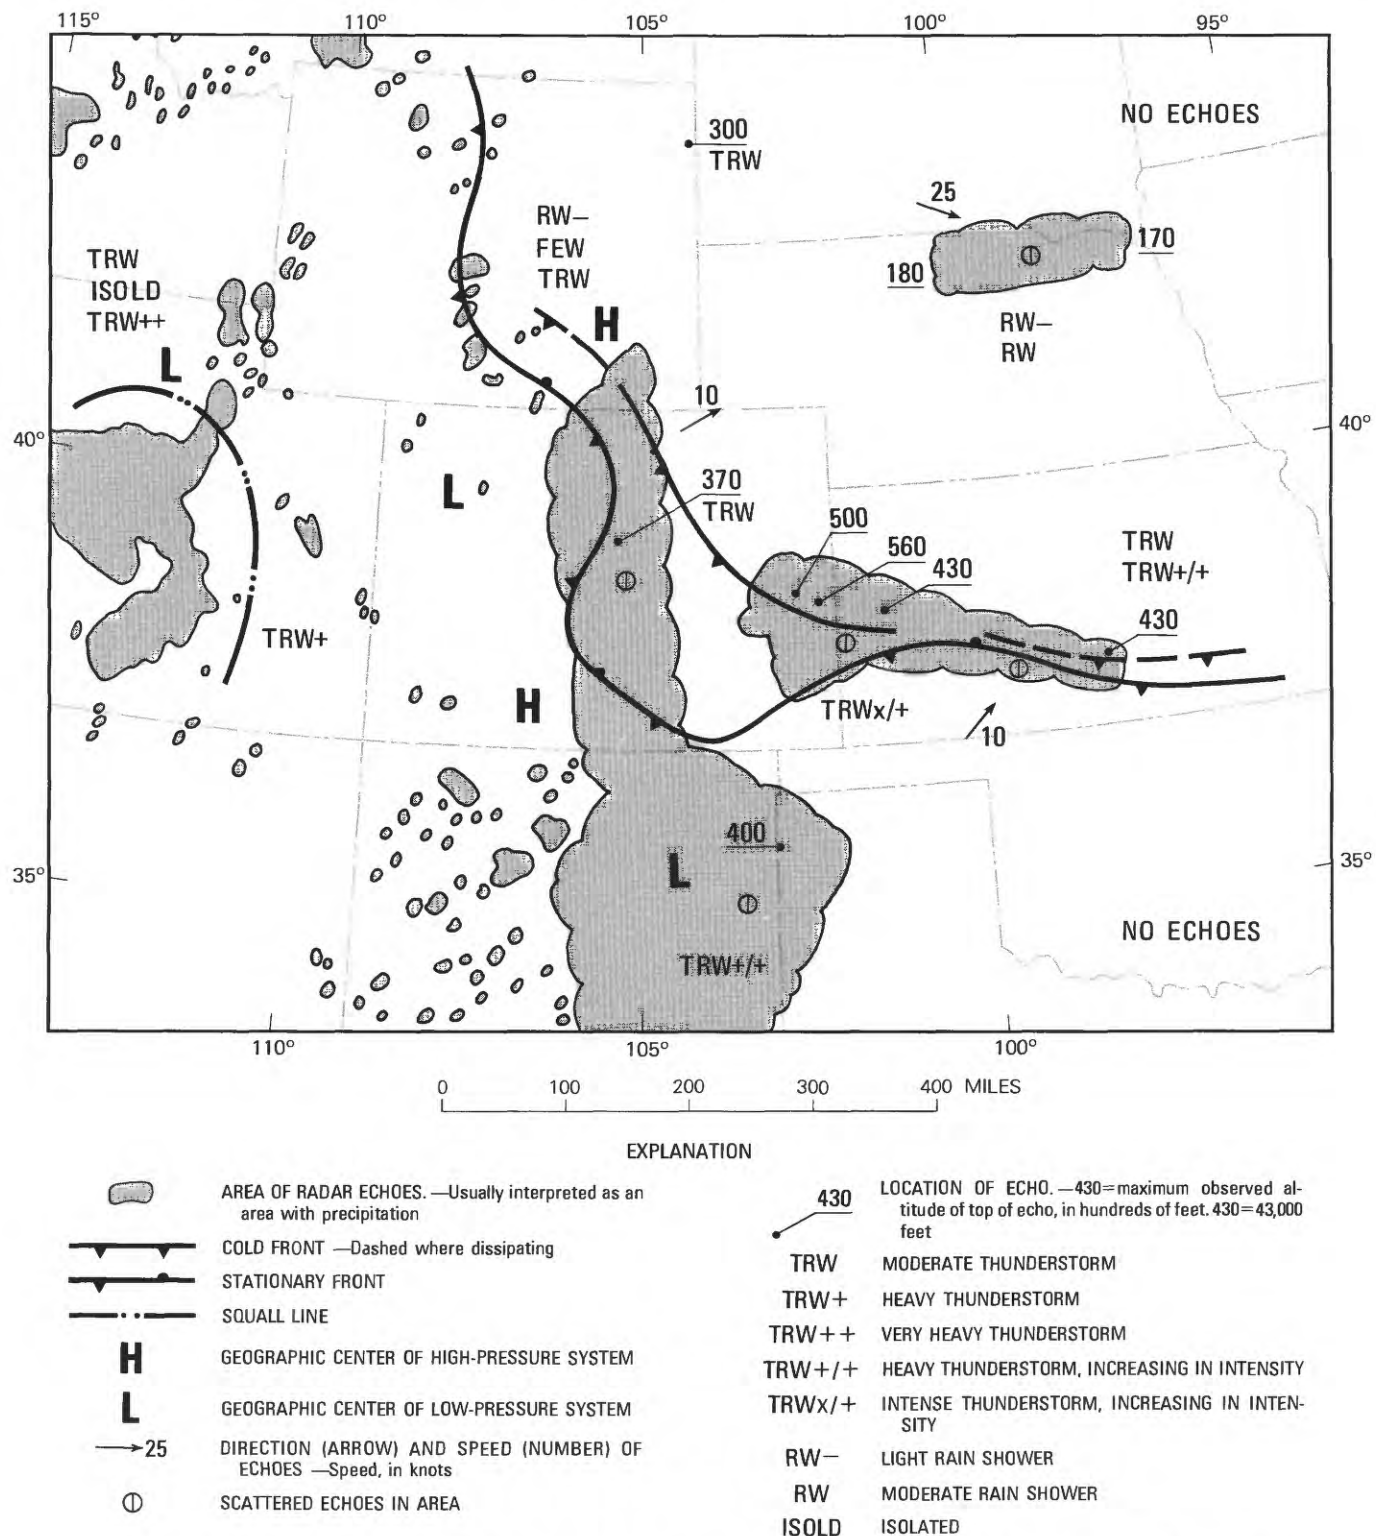 115° 110° 105° 100° 95°
NO ECHOES
300
TRW
25
RW−
FEW
TRW
170
180
TRW
ISOLD
TRW++
H
RW−
RW
L
10
40° 40°
370
TRW
L
500
560
430
TRW
TRW+/+
430
TRW+
H
TRWx/+
10
400
L
35° 35°
NO ECHOES
TRW+/+
110° 105° 100°
0 100 200 300 400 MILES
EXPLANATION
AREA OF RADAR ECHOES. —Usually interpreted as an
area with precipitation
COLD FRONT —Dashed where dissipating
STATIONARY FRONT
SQUALL LINE
H GEOGRAPHIC CENTER OF HIGH-PRESSURE SYSTEM
L GEOGRAPHIC CENTER OF LOW-PRESSURE SYSTEM
25 DIRECTION (ARROW) AND SPEED (NUMBER) OF
ECHOES —Speed, in knots
SCATTERED ECHOES IN AREA
430 LOCATION OF ECHO. —430=maximum observed al-
titude of top of echo, in hundreds of feet. 430=43,000
feet
TRW MODERATE THUNDERSTORM
TRW+ HEAVY THUNDERSTORM
TRW++ VERY HEAVY THUNDERSTORM
TRW+/+ HEAVY THUNDERSTORM, INCREASING IN INTENSITY
TRWx/+ INTENSE THUNDERSTORM, INCREASING IN INTEN-
SITY
RW− LIGHT RAIN SHOWER
RW MODERATE RAIN SHOWER
ISOLD ISOLATED